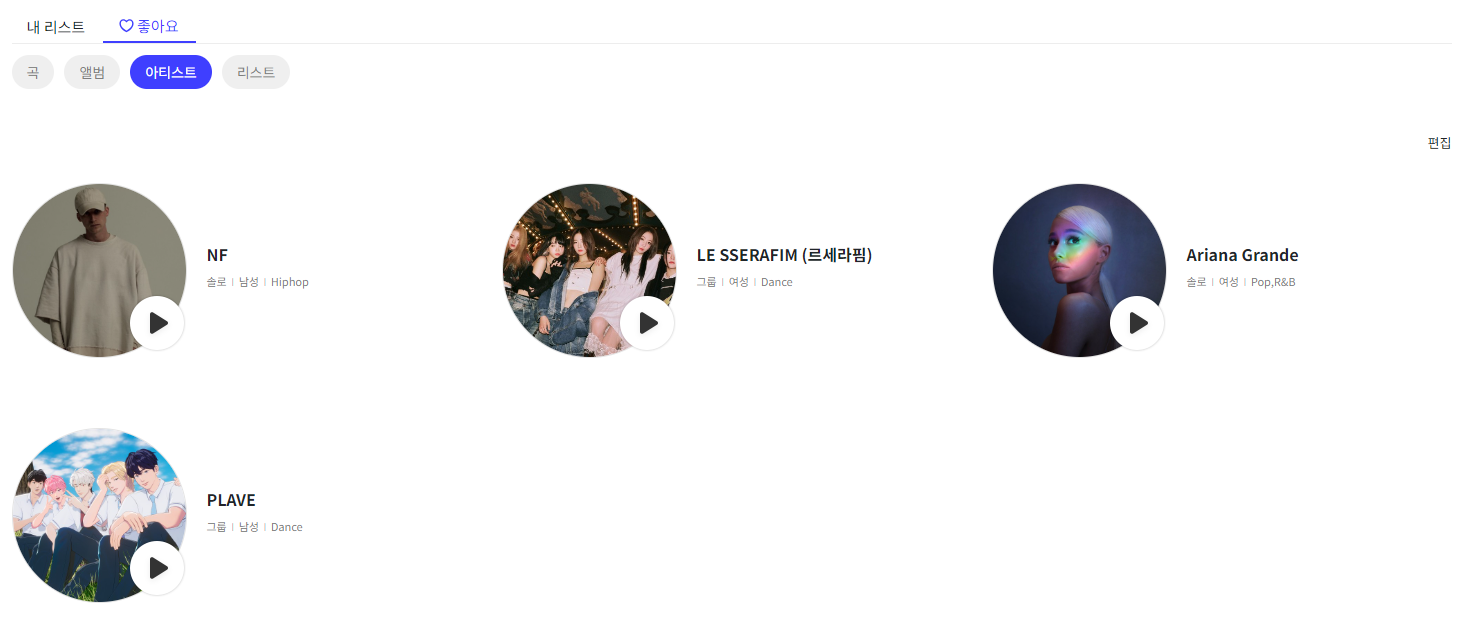 내 리스트 좋아요
곡 앨범 아티스트 리스트
편집
NF
솔로 | 남성 | Hiphop
LE SSERAFIM (르세라핌)
그룹 | 여성 | Dance
Ariana Grande
솔로 | 여성 | Pop,R&B
PLAVE
그룹 | 남성 | Dance